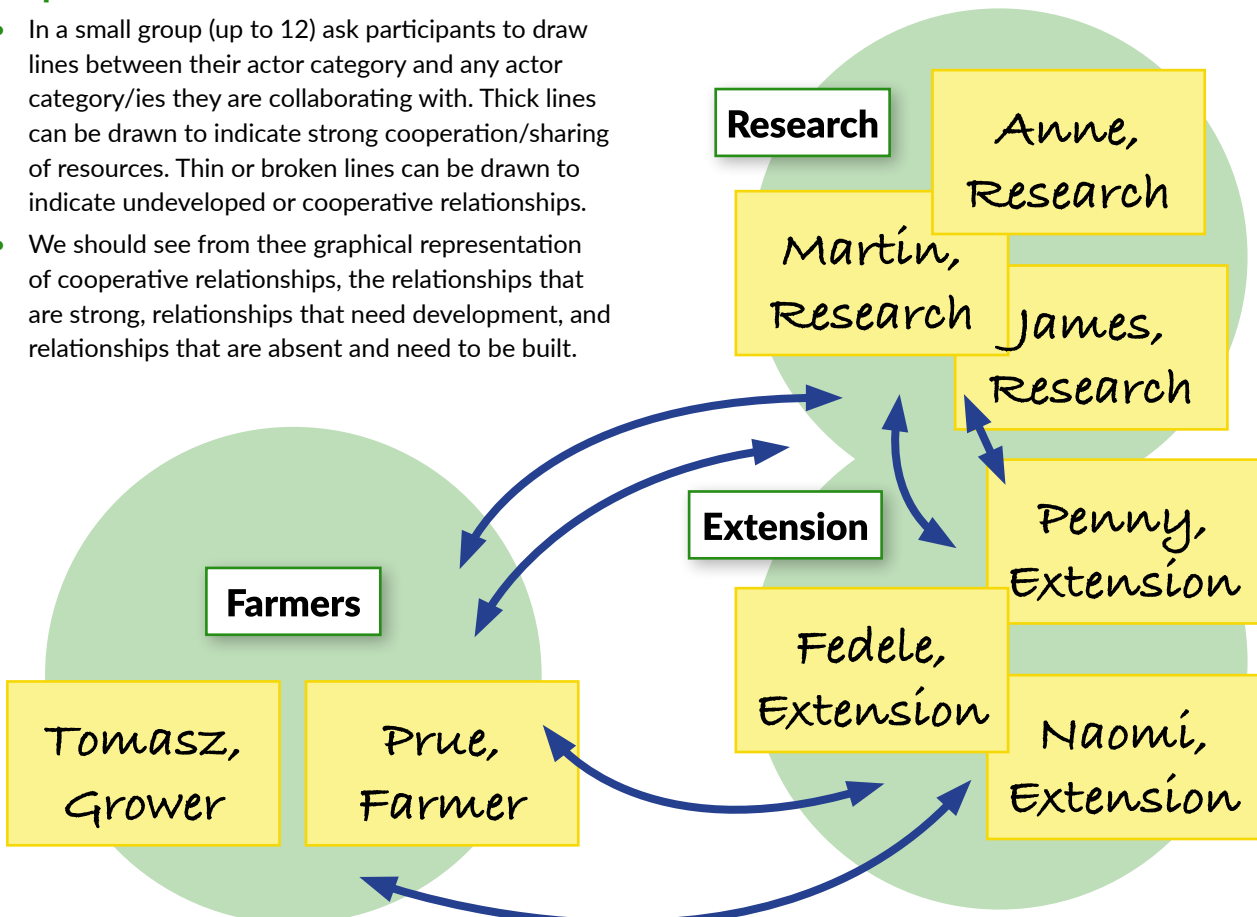 • In a small group (up to 12) ask participants to draw
lines between their actor category and any actor
category/ies they are collaborating with. Thick lines
can be drawn to indicate strong cooperation/sharing
of resources. Thin or broken lines can be drawn to
indicate undeveloped or cooperative relationships.
• We should see from thee graphical representation
of cooperative relationships, the relationships that
are strong, relationships that need development, and
relationships that are absent and need to be built.
Research
Anne,
Research
Martin,
Research
James,
Research
Extension
Penny,
Extension
Fedele,
Extension
Naomi,
Extension
Farmers
Tomasz,
Grower
Prue,
Farmer